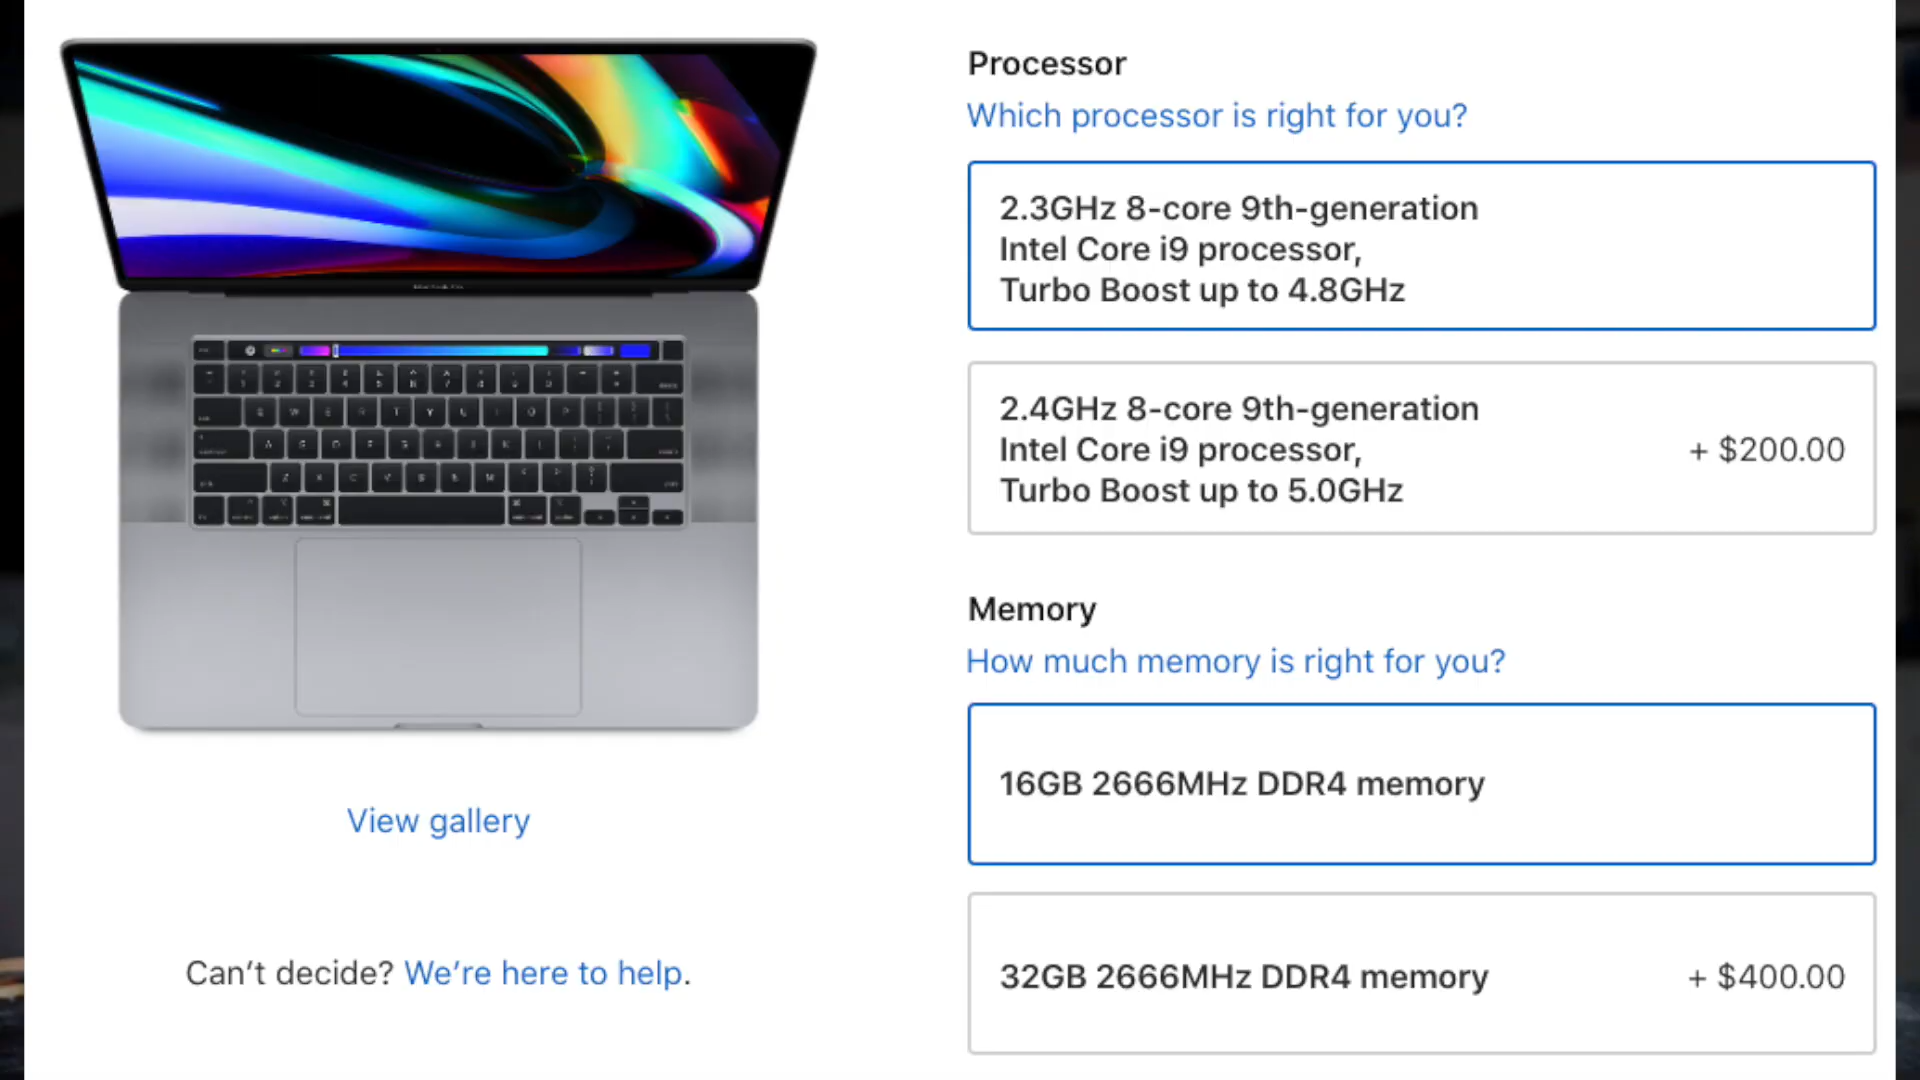 Processor
Which processor is right for you?
2.3GHz 8-core 9th-generation
Intel Core i9 processor,
Turbo Boost up to 4.8GHz
2.4GHz 8-core 9th-generation
Intel Core i9 processor,
Turbo Boost up to 5.0GHz
+ $200.00
Memory
How much memory is right for you?
16GB 2666MHz DDR4 memory
32GB 2666MHz DDR4 memory
+ $400.00
View gallery
Can't decide? We're here to help.